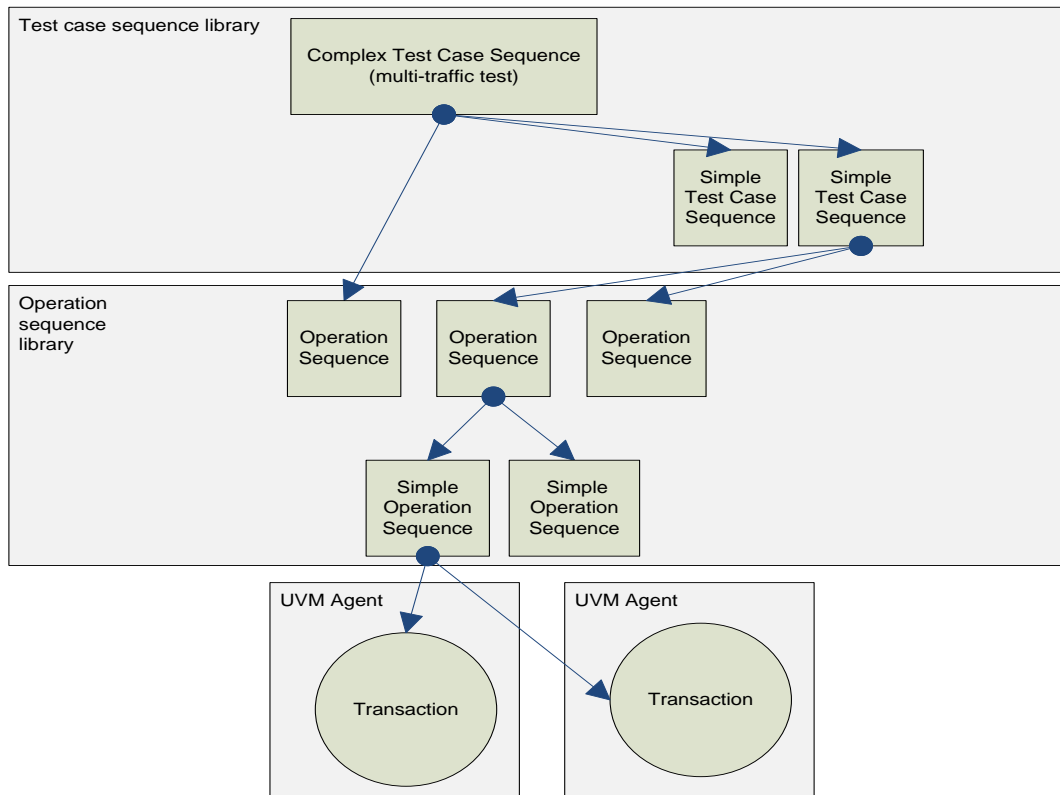 Test case sequence library
Complex Test Case Sequence
(multi-traffic test)
Simple
Test Case
Sequence
Simple
Test Case
Sequence
Operation
sequence
library
Operation
Sequence
Operation
Sequence
Operation
Sequence
Simple
Operation
Sequence
Simple
Operation
Sequence
UVM Agent
Transaction
UVM Agent
Transaction